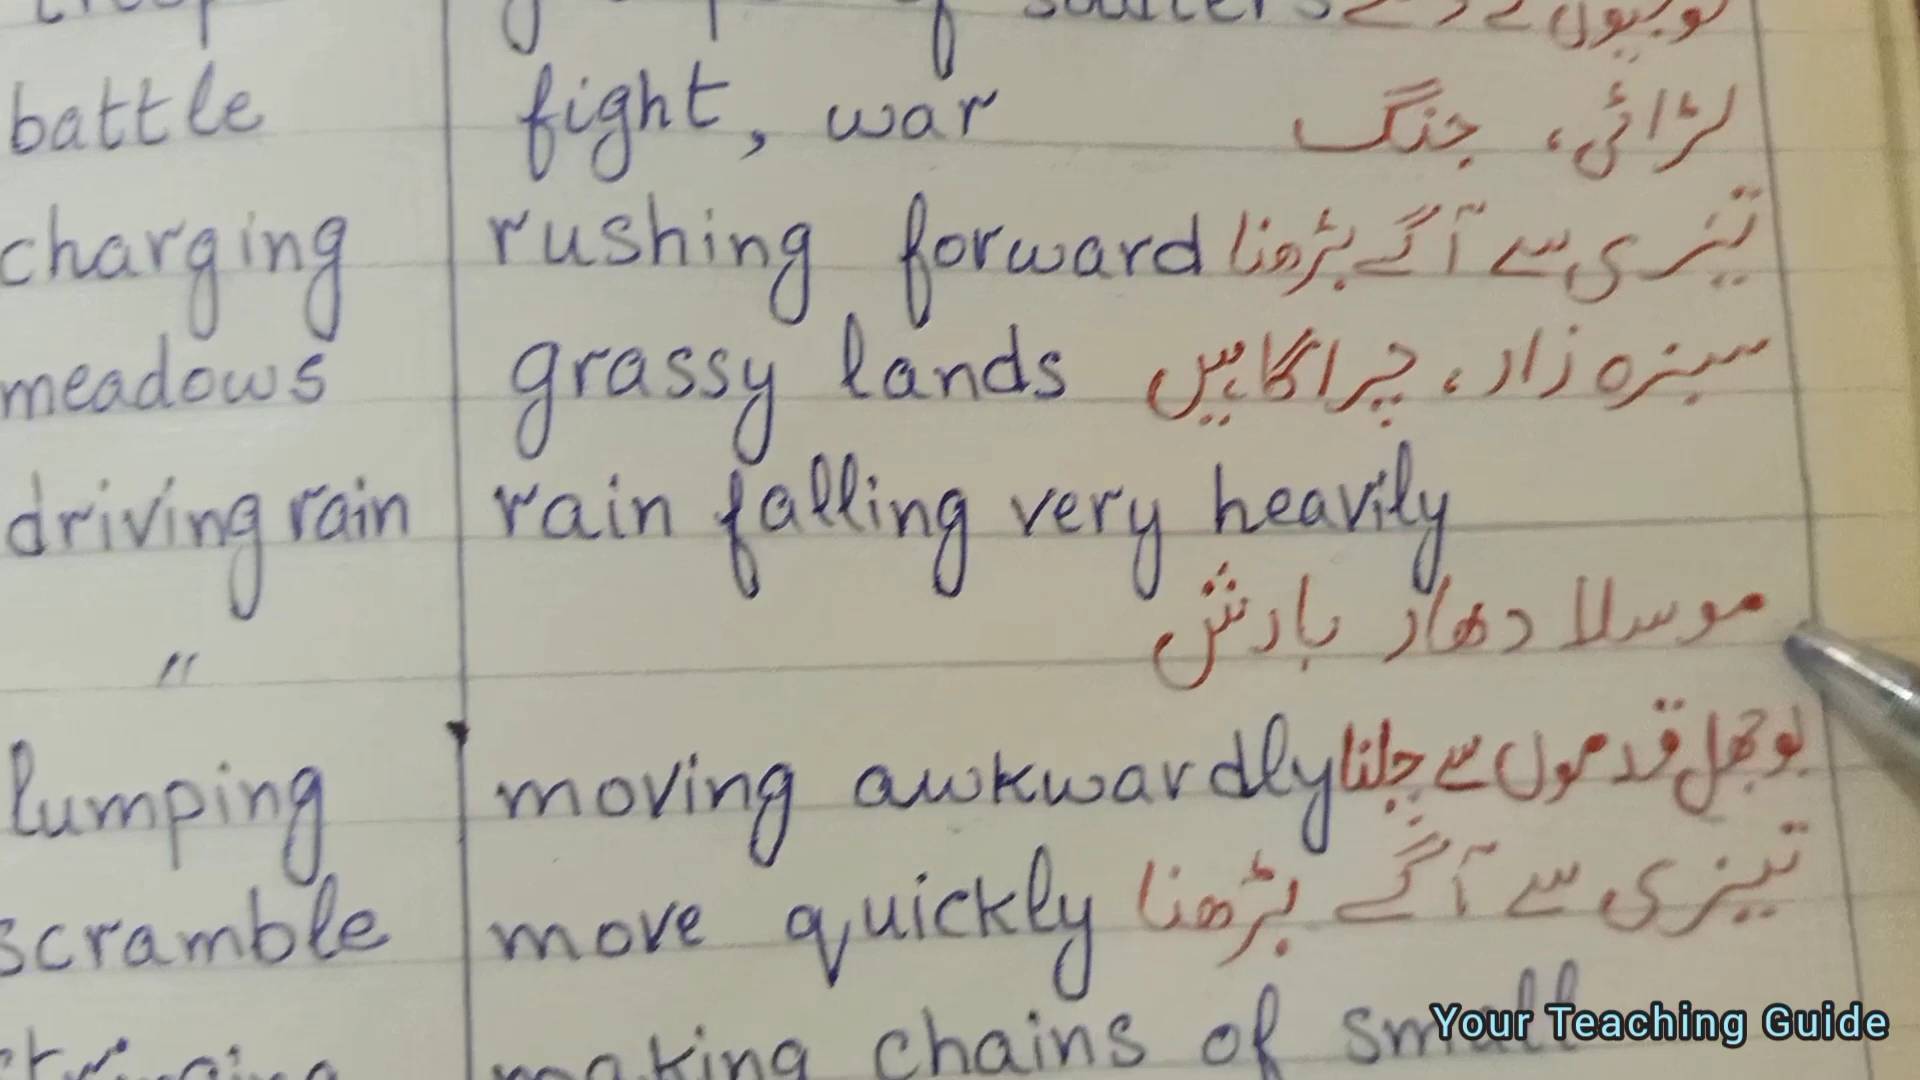 battle fight, war لڑائی، جنگ
charging rushing forward تیزی سے آگے بڑھنا
meadows grassy lands سبزہ زار، چراگاہیں
driving rain rain falling very heavily
" موسلا دھار بارش
lumping moving awkwardly بوجھل قدموں سے چلنا
scramble move quickly تیزی سے آگے بڑھنا
making chains of small
Your Teaching Guide